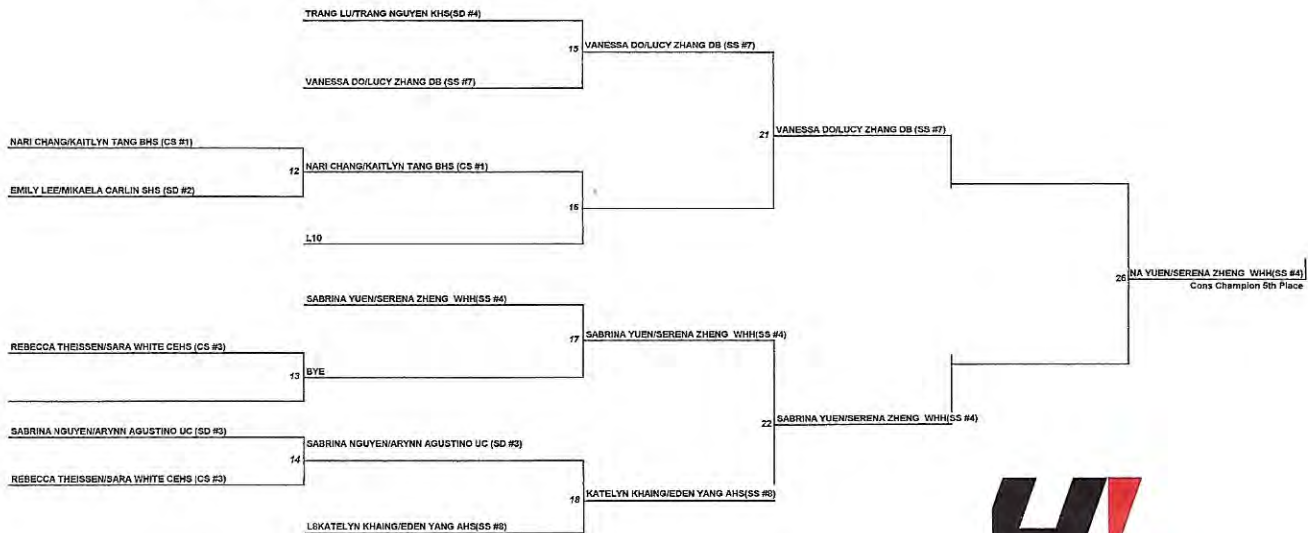 TRANG LU/TRANG NGUYEN KHS(SD #4)
15 VANESSA DO/LUCY ZHANG DB (SS #7)
VANESSA DO/LUCY ZHANG DB (SS #7)
21 VANESSA DO/LUCY ZHANG DB (SS #7)
NARI CHANG/KAITLYN TANG BHS (CS #1)
12 NARI CHANG/KAITLYN TANG BHS (CS #1)
EMILY LEE/MIKAELA CARLIN SHS (SD #2)
16
L10
26 NA YUEN/SERENA ZHENG WHH(SS #4)
Cons Champion 5th Place
SABRINA YUEN/SERENA ZHENG WHH(SS #4)
17 SABRINA YUEN/SERENA ZHENG WHH(SS #4)
REBECCA THEISSEN/SARA WHITE CEHS (CS #3)
13 BYE
22 SABRINA YUEN/SERENA ZHENG WHH(SS #4)
SABRINA NGUYEN/ARYNN AGUSTINO UC (SD #3)
14 SABRINA NGUYEN/ARYNN AGUSTINO UC (SD #3)
REBECCA THEISSEN/SARA WHITE CEHS (CS #3)
18 KATELYN KHAING/EDEN YANG AHS(SS #8)
L8KATELYN KHAING/EDEN YANG AHS(SS #8)